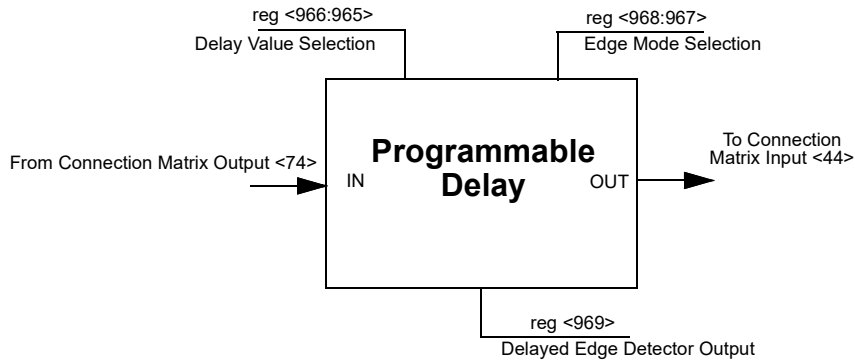 reg <966:965>
Delay Value Selection
reg <968:967>
Edge Mode Selection
From Connection Matrix Output <74>
IN
Programmable
Delay
OUT
To Connection
Matrix Input <44>
reg <969>
Delayed Edge Detector Output